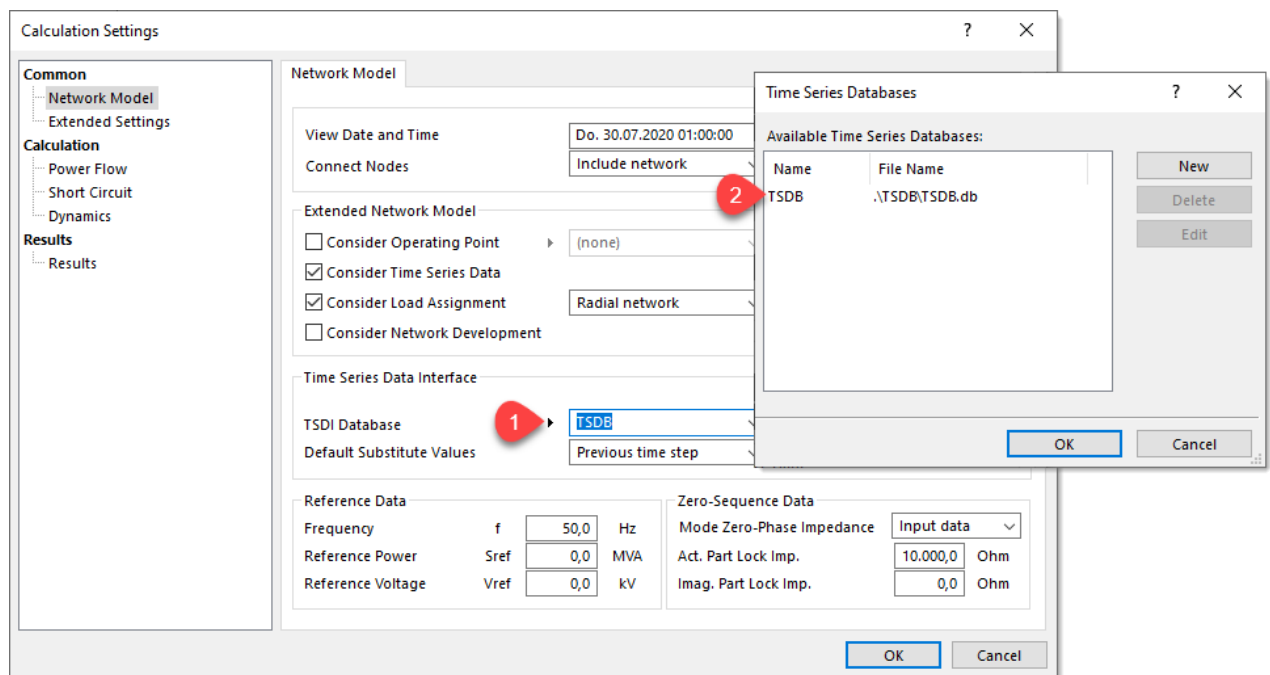 Calculation Settings
?
Common
Network Model
Extended Settings
Calculation
Power Flow
Short Circuit
Dynamics
Results
Results
Network Model
View Date and Time
Do. 30.07.2020 01:00:00
Connect Nodes
Include network
Extended Network Model
Consider Operating Point
(none)
Consider Time Series Data
Consider Load Assignment
Radial network
Consider Network Development
Time Series Data Interface
TSDI Database
1
TSDB
Default Substitute Values
Previous time step
Reference Data
Frequency f 50,0 Hz
Reference Power Sref 0,0 MVA
Reference Voltage Vref 0,0 kV
Zero-Sequence Data
Mode Zero-Phase Impedance Input data
Act. Part Lock Imp. 10.000,0 Ohm
Imag. Part Lock Imp. 0,0 Ohm
OK
Cancel
Time Series Databases
?
Available Time Series Databases:
Name File Name
2
TSDB .\TSDB\TSDB.db
New
Delete
Edit
OK
Cancel